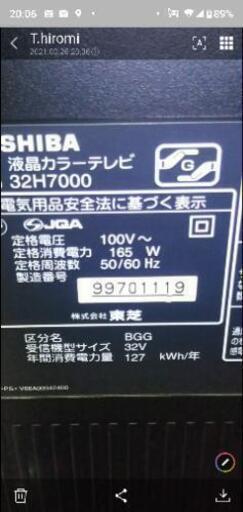 20:06
89%
T.hiromi
2021.02.26 20:06
A
SHIBA
液晶カラーテレビ
32H7000
G
電気用品安全法に基づく表示
JQA
定格電圧 100V～
定格消費電力 165 W
定格周波数 50/60 Hz
製造番号
99701119
株式会社 東芝
区分名 BGG
受信機型サイズ 32V
年間消費電力量 127 kWh/年